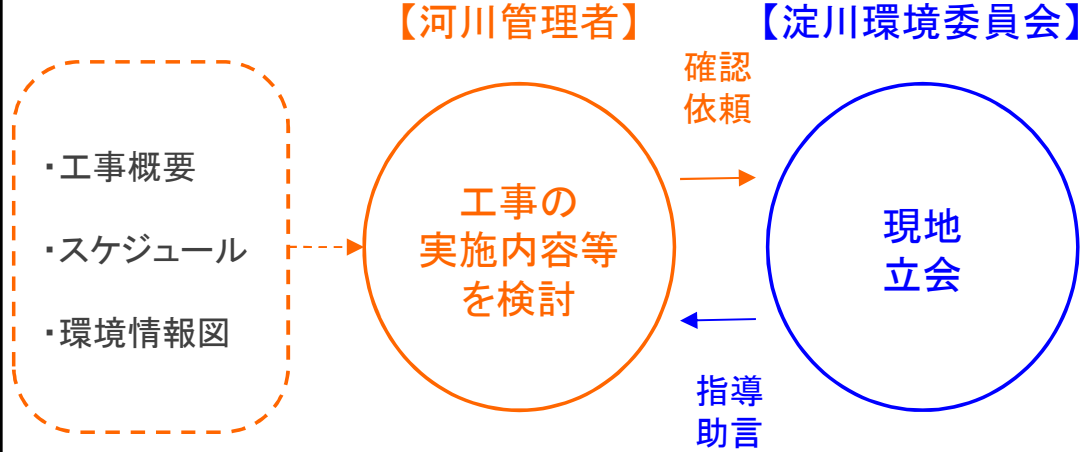 【河川管理者】
【淀川環境委員会】
・工事概要
・スケジュール
・環境情報図
工事の
実施内容等
を検討
確認
依頼
指導
助言
現地
立会